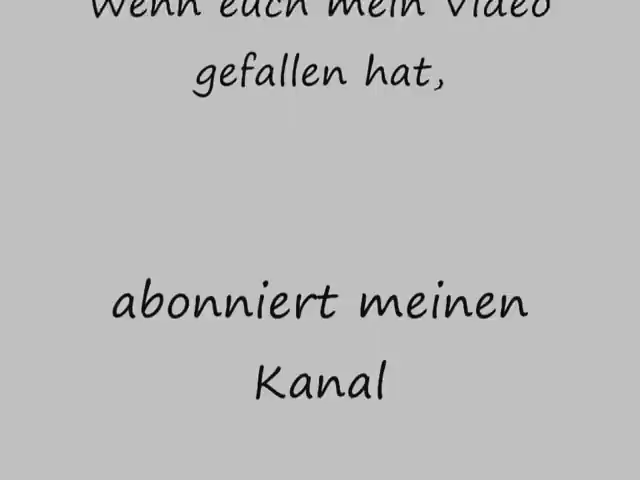 Wenn euch mein Video
gefallen hat,
abonniert meinen
Kanal